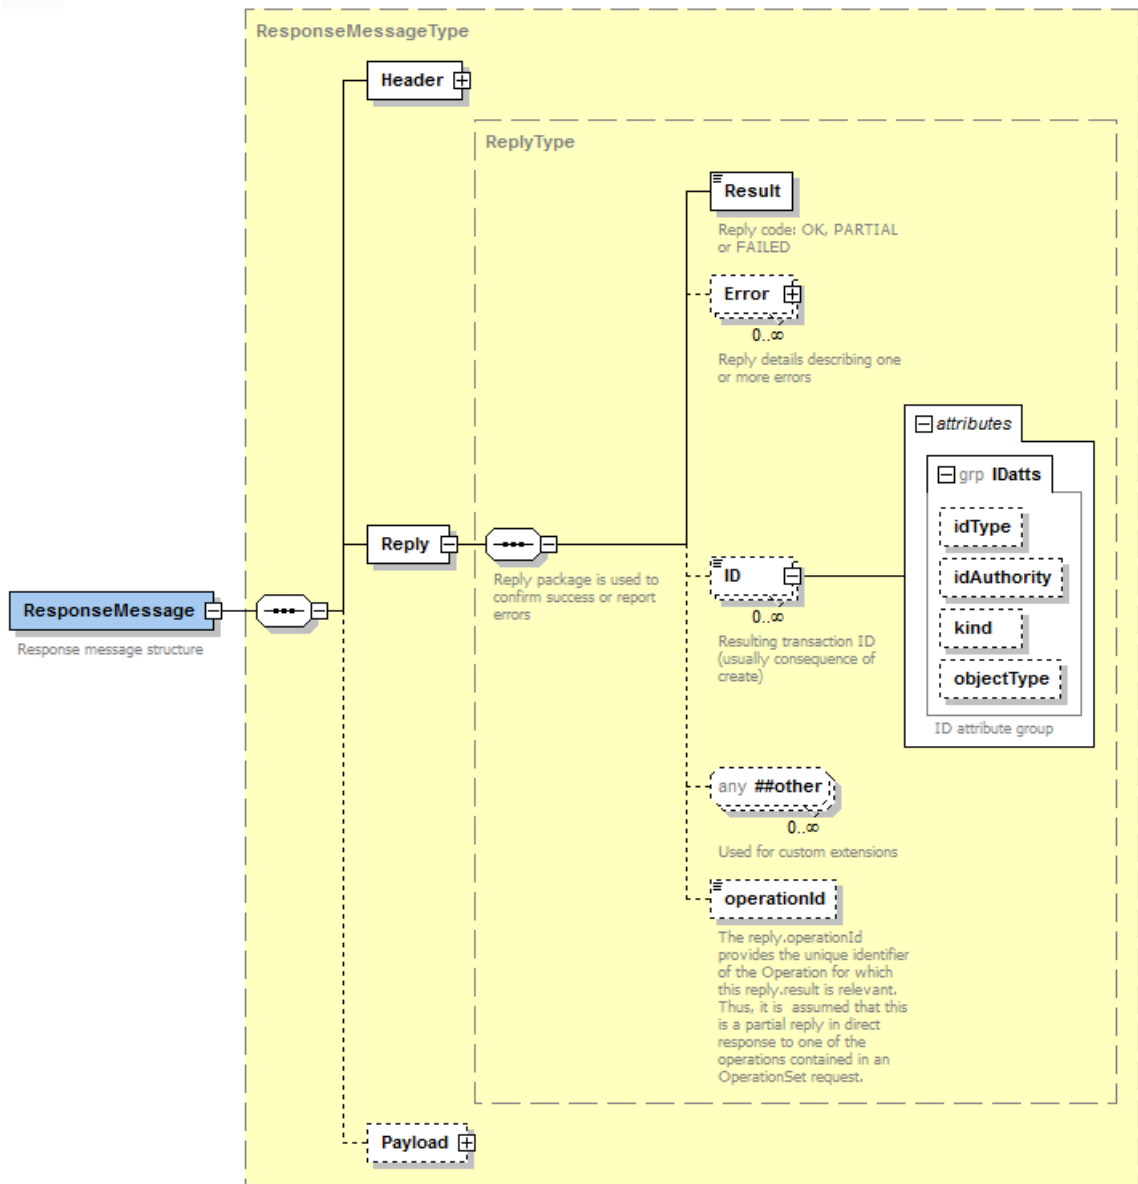 ResponseMessageType
Header
ReplyType
Result
Reply code: OK, PARTIAL
or FAILED
Error
0..∞
Reply details describing one
or more errors
attributes
grp IDatts
idType
idAuthority
kind
objectType
ID attribute group
Reply
Reply package is used to
confirm success or report
errors
ID
0..∞
Resulting transaction ID
(usually consequence of
create)
ResponseMessage
Response message structure
any ##other
0..∞
Used for custom extensions
operationId
The reply.operationId
provides the unique identifier
of the Operation for which
this reply.result is relevant.
Thus, it is  assumed that this
is a partial reply in direct
response to one of the
operations contained in an
OperationSet request.
Payload